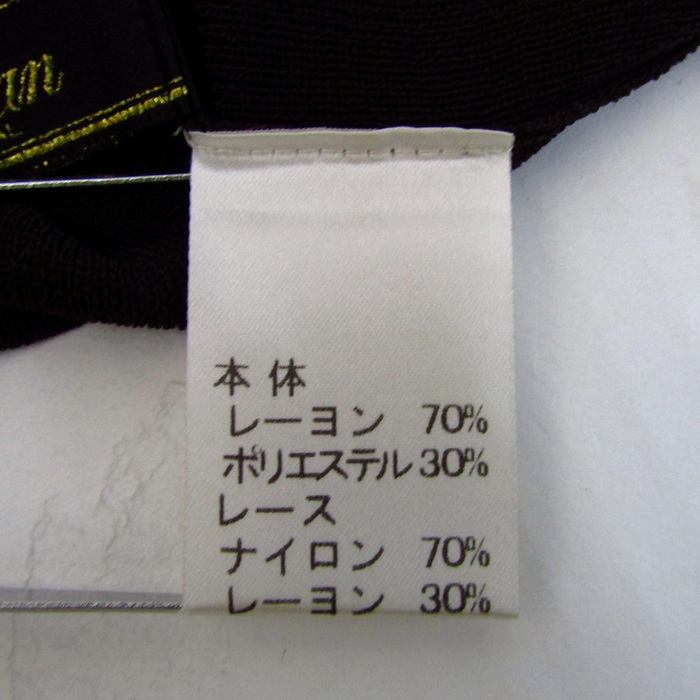 本体
レーヨン 70%
ポリエステル 30%
レース
ナイロン 70%
レーヨン 30%